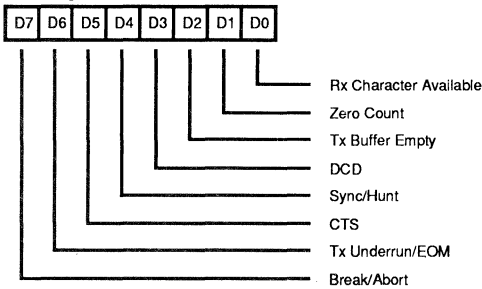 D7 D6 D5 D4 D3 D2 D1 D0
Rx Character Available
Zero Count
Tx Buffer Empty
DCD
Sync/Hunt
CTS
Tx Underrun/EOM
Break/Abort